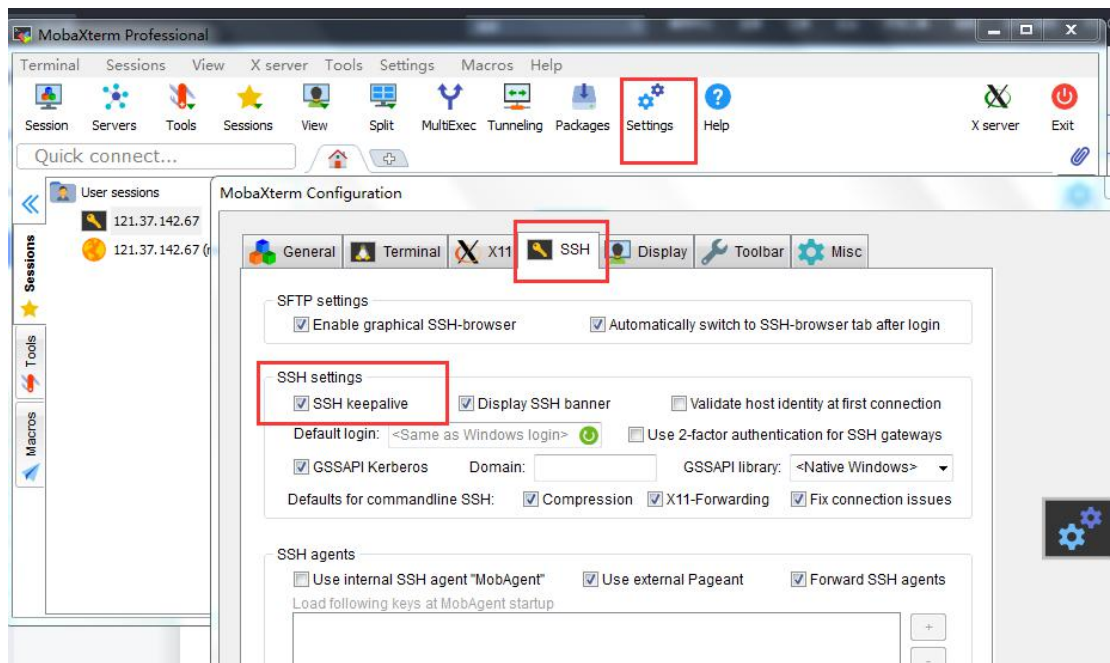 MobaXterm Professional
Terminal Sessions View X server Tools Settings Macros Help
Session Servers Tools Sessions View Split MultiExec Tunneling Packages Settings Help X server Exit
Quick connect...
User sessions
121.37.142.67
121.37.142.67 (r
Sessions
Tools
Macros
MobaXterm Configuration
General Terminal X11 SSH Display Toolbar Misc
SFTP settings
Enable graphical SSH-browser Automatically switch to SSH-browser tab after login
SSH settings
SSH keepalive Display SSH banner Validate host identity at first connection
Default login: <Same as Windows login> Use 2-factor authentication for SSH gateways
GSSAPI Kerberos Domain: GSSAPI library: <Native Windows>
Defaults for commandline SSH: Compression X11-Forwarding Fix connection issues
SSH agents
Use internal SSH agent "MobAgent" Use external Pageant Forward SSH agents
Load following keys at MobAgent startup